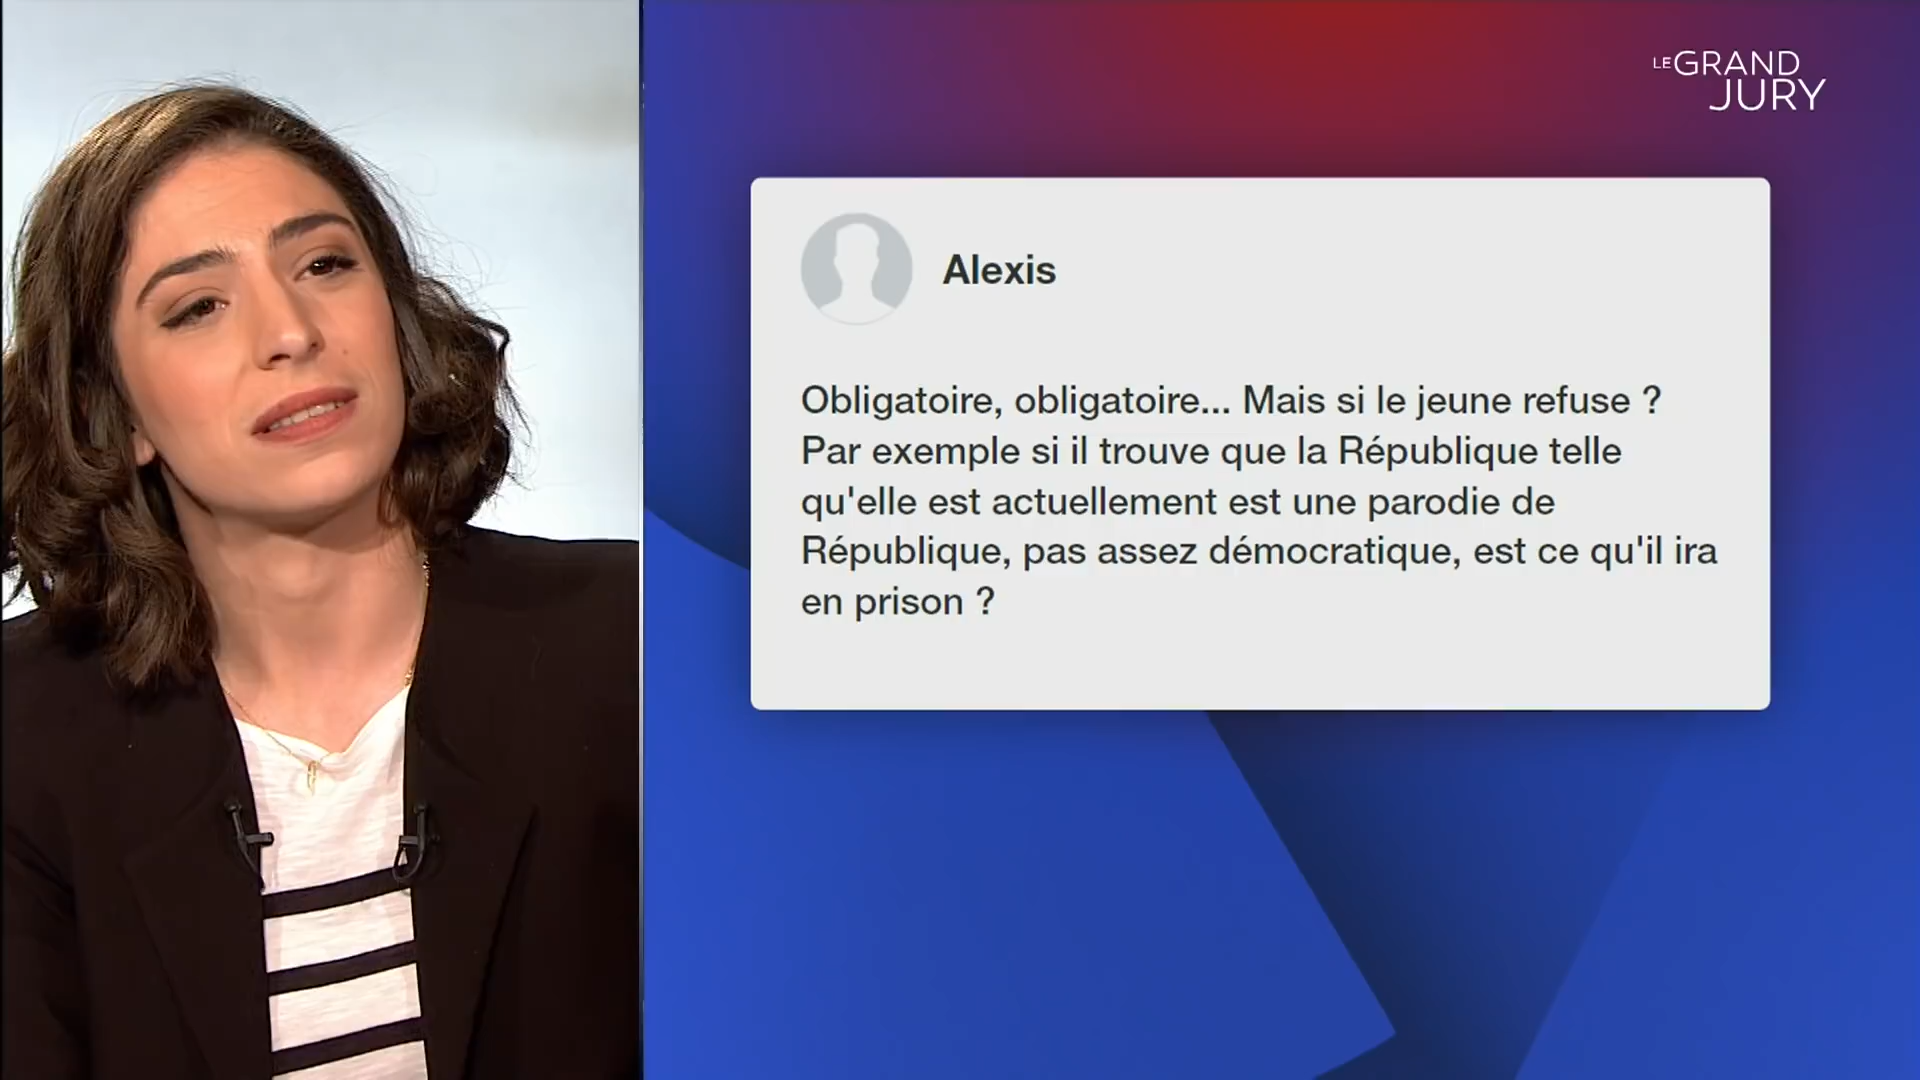 LE GRAND
JURY
Alexis
Obligatoire, obligatoire... Mais si le jeune refuse ?
Par exemple si il trouve que la République telle
qu'elle est actuellement est une parodie de
République, pas assez démocratique, est ce qu'il ira
en prison ?